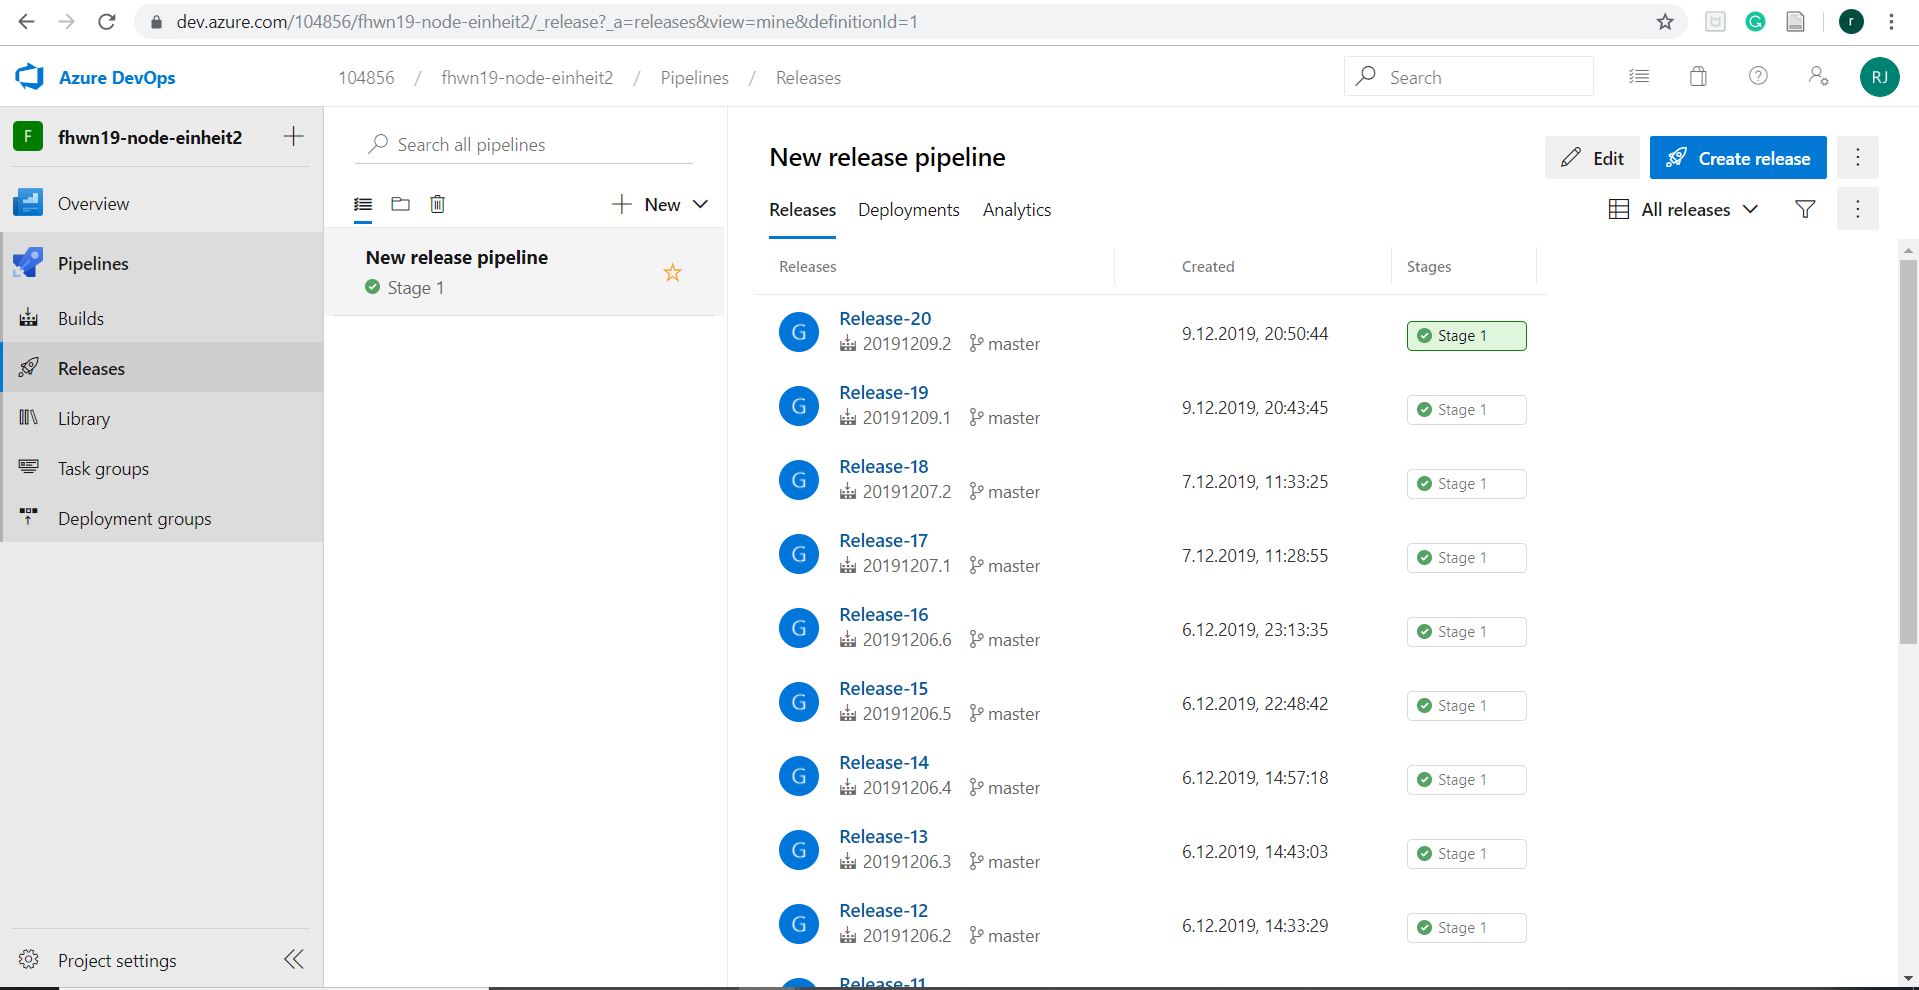 dev.azure.com/104856/fhwn19-node-einheit2/_release?_a=releases&view=mine&definitionId=1
r
Azure DevOps
104856 / fhwn19-node-einheit2 / Pipelines / Releases
Search
RJ
F fhwn19-node-einheit2
Overview
Pipelines
Builds
Releases
Library
Task groups
Deployment groups
Project settings
Search all pipelines
New
New release pipeline
Stage 1
New release pipeline
Edit
Create release
Releases Deployments Analytics
All releases
Releases Created Stages
G Release-20
20191209.2 master
9.12.2019, 20:50:44
Stage 1
G Release-19
20191209.1 master
9.12.2019, 20:43:45
Stage 1
G Release-18
20191207.2 master
7.12.2019, 11:33:25
Stage 1
G Release-17
20191207.1 master
7.12.2019, 11:28:55
Stage 1
G Release-16
20191206.6 master
6.12.2019, 23:13:35
Stage 1
G Release-15
20191206.5 master
6.12.2019, 22:48:42
Stage 1
G Release-14
20191206.4 master
6.12.2019, 14:57:18
Stage 1
G Release-13
20191206.3 master
6.12.2019, 14:43:03
Stage 1
G Release-12
20191206.2 master
6.12.2019, 14:33:29
Stage 1
Release-11